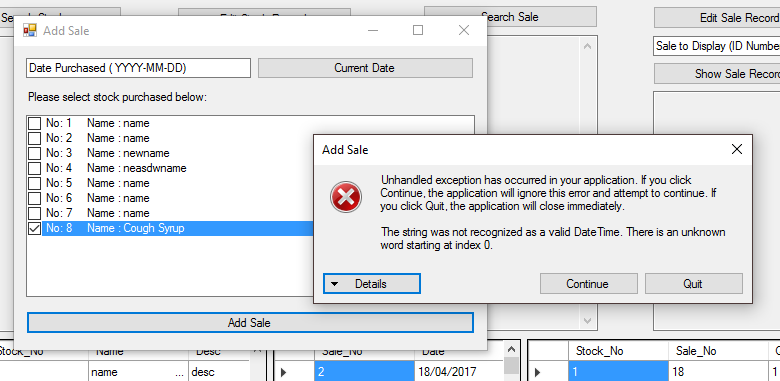 Edit Stock Record
Search Sale
Edit Sale Record
Add Sale
Sale to Display (ID Numbe
Date Purchased ( YYYY-MM-DD)
Current Date
Show Sale Record
Please select stock purchased below:
No: 1 Name : name
No: 2 Name : name
No: 3 Name : newname
No: 4 Name : neasdwname
No: 5 Name : name
No: 6 Name : name
No: 7 Name : name
No: 8 Name : Cough Syrup
Add Sale
Unhandled exception has occurred in your application. If you click
Continue, the application will ignore this error and attempt to continue. If
you click Quit, the application will close immediately.
The string was not recognized as a valid DateTime. There is an unknown
word starting at index 0.
Details
Continue
Quit
Add Sale
Stock_No Desc Sale_No Date Stock_No Sale_No
name ... desc 2 18/04/2017 1 18 1